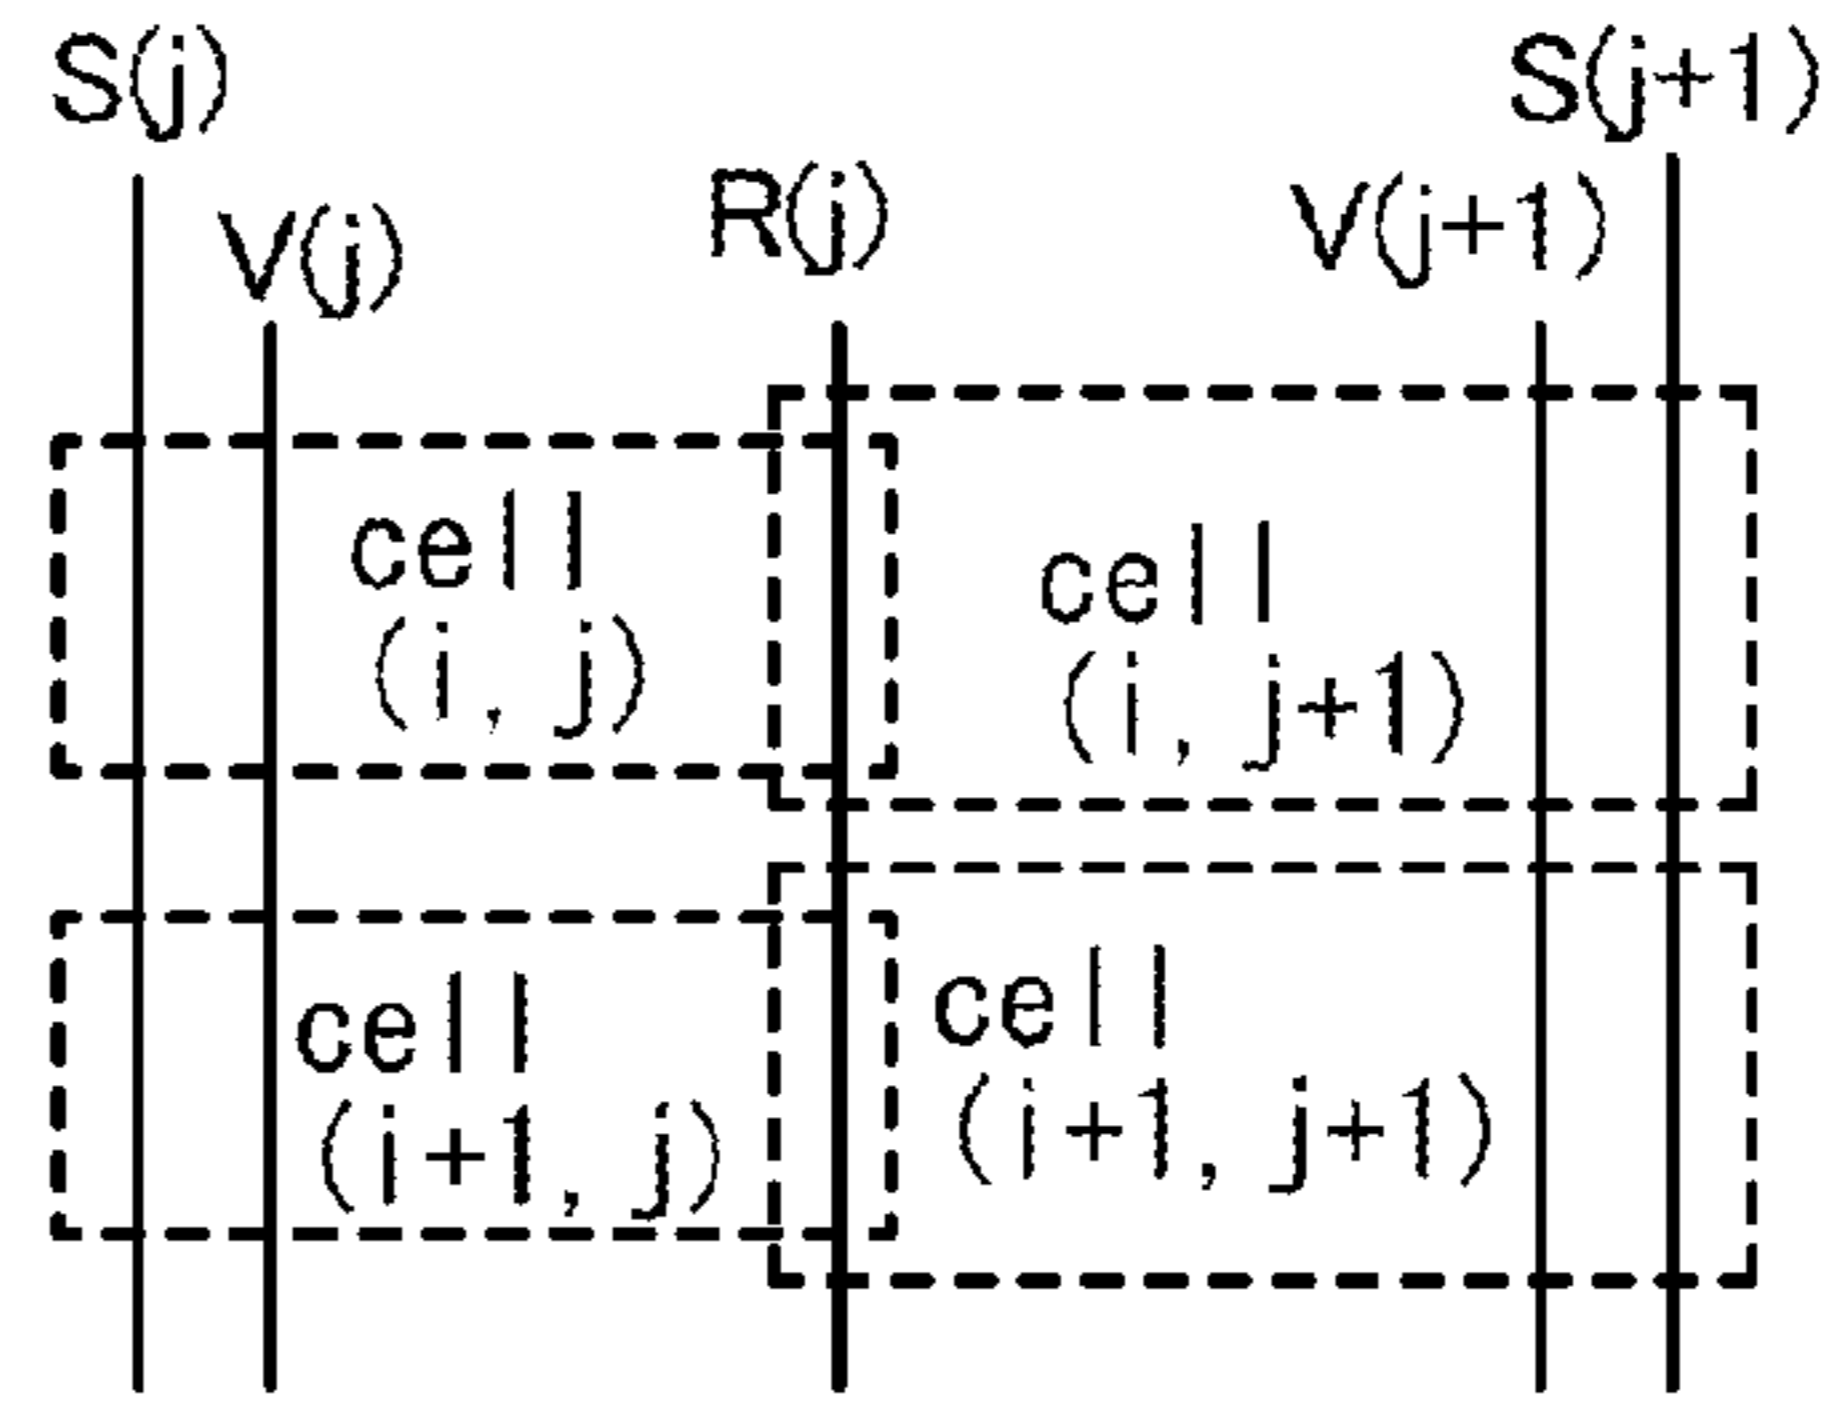 S(j)
S(j+1)
V(j)
R(j)
V(j+1)
cell
(i, j)
cell
(i, j+1)
cell
(i+1, j)
cell
(i+1, j+1)